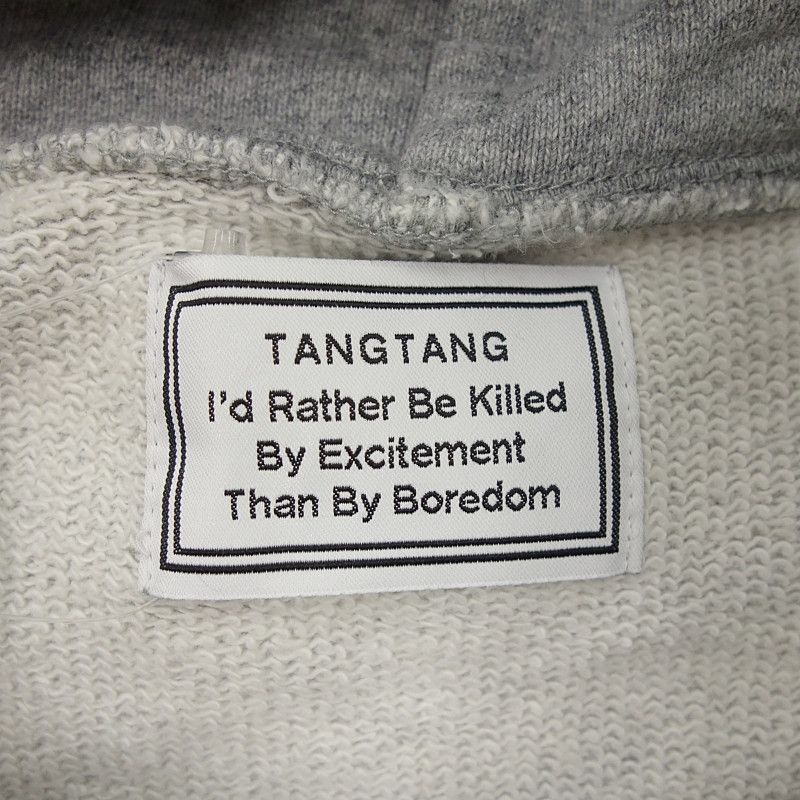 TANGTANG
I'd Rather Be Killed
By Excitement
Than By Boredom